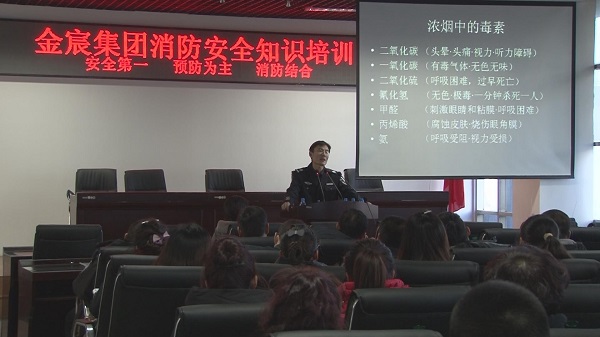 金宸集团消防安全知识培训
安全第一 预防为主 消防结合
浓烟中的毒素
• 二氧化碳（头晕·头痛·视力·听力障碍）
• 一氧化碳（有毒气体·无色无味）
• 二氧化硫（呼吸困难，过早死亡）
• 氰化氢（无色·极毒·一分钟杀死一人）
• 甲醛（刺激眼睛和粘膜·呼吸困难）
• 丙烯酸（腐蚀皮肤·烧伤眼角膜）
• 氨（呼吸受阻·视力受损）